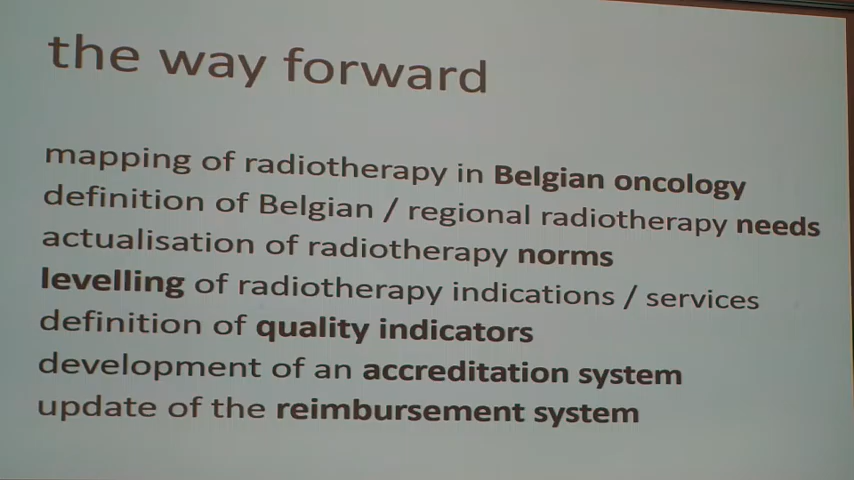 the way forward
mapping of radiotherapy in Belgian oncology
definition of Belgian / regional radiotherapy needs
actualisation of radiotherapy norms
levelling of radiotherapy indications / services
definition of quality indicators
development of an accreditation system
update of the reimbursement system